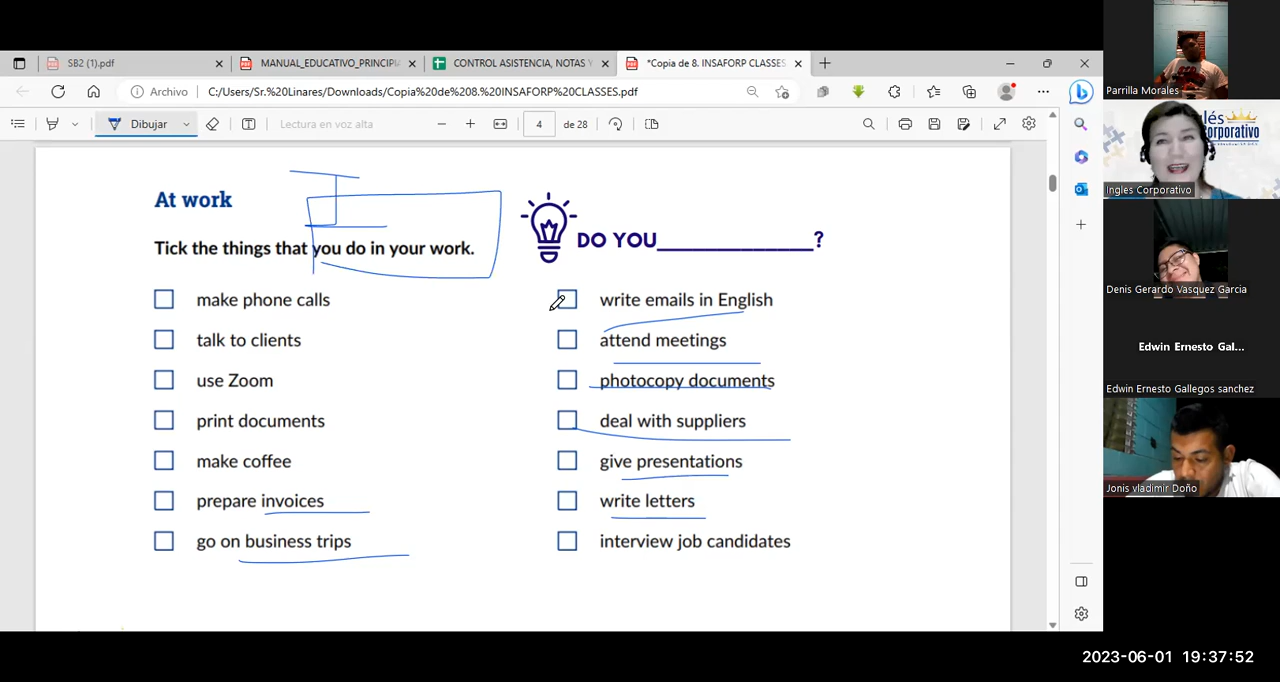 SB2 (1).pdf
MANUAL_EDUCATIVO_PRINCIPI
CONTROL ASISTENCIA, NOTAS Y
*Copia de 8. INSAFORP CLASSES
Archivo
C:/Users/Sr.%20Linares/Downloads/Copia%20de%208.%20INSAFORP%20CLASSES.pdf
Dibujar
Lectura en voz alta
4
de 28
At work
Tick the things that you do in your work.
make phone calls
talk to clients
use Zoom
print documents
make coffee
prepare invoices
go on business trips
DO YOU______________?
write emails in English
attend meetings
photocopy documents
deal with suppliers
give presentations
write letters
interview job candidates
Parrilla Morales
Ingles Corporativo
Denis Gerardo Vasquez Garcia
Edwin Ernesto Gal...
Edwin Ernesto Gallegos sanchez
Jonis vladimir Doño
2023-06-01 19:37:52